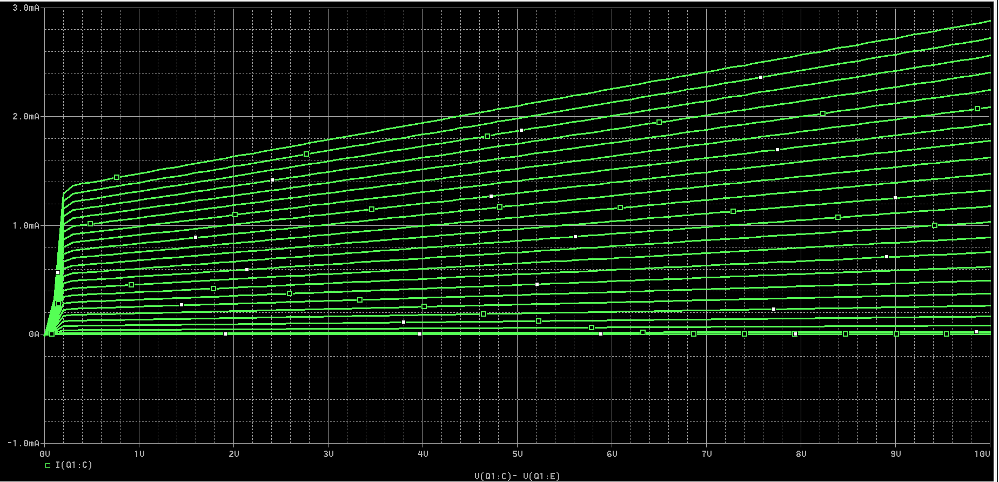 3.0mA
2.0mA
1.0mA
0A
-1.0mA
0V 1V 2V 3V 4V 5V 6V 7V 8V 9V 10V
I(Q1:C)
V(Q1:C)- V(Q1:E)